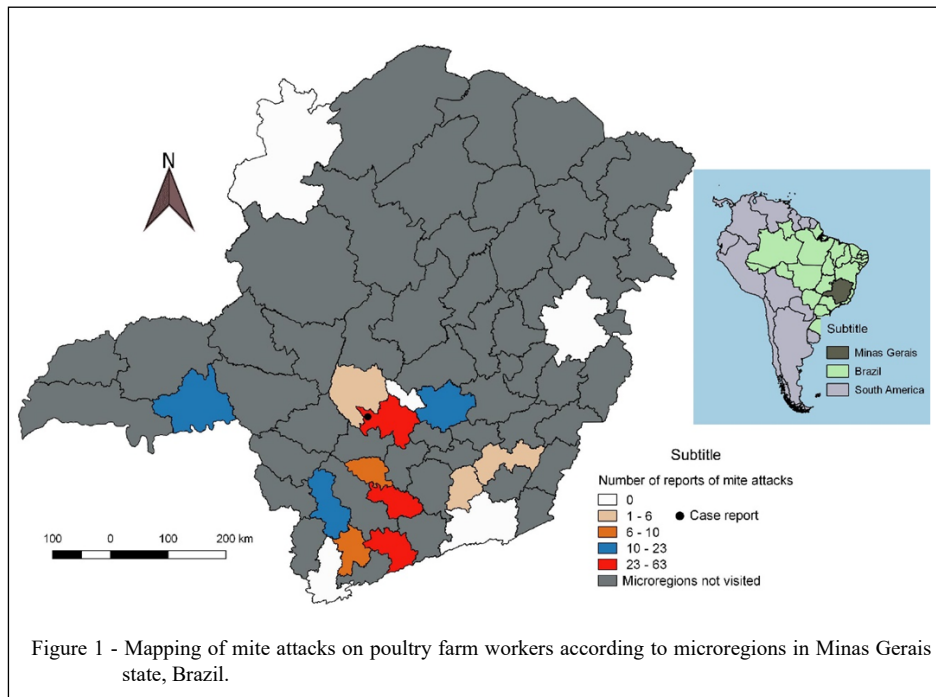 N
Subtitle
Minas Gerais
Brazil
South America
Subtitle
Number of reports of mite attacks
0
1 - 6
Case report
6 - 10
10 - 23
23 - 63
Microregions not visited
100 0 100 200 km
Figure 1 - Mapping of mite attacks on poultry farm workers according to microregions in Minas Gerais
state, Brazil.